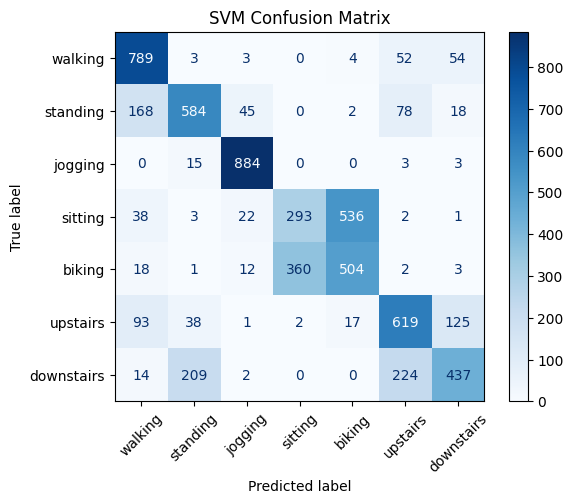 SVM Confusion Matrix
True label
walking 789 3 3 0 4 52 54
standing 168 584 45 0 2 78 18
jogging 0 15 884 0 0 3 3
sitting 38 3 22 293 536 2 1
biking 18 1 12 360 504 2 3
upstairs 93 38 1 2 17 619 125
downstairs 14 209 2 0 0 224 437
walking standing jogging sitting biking upstairs downstairs
Predicted label
800
700
600
500
400
300
200
100
0